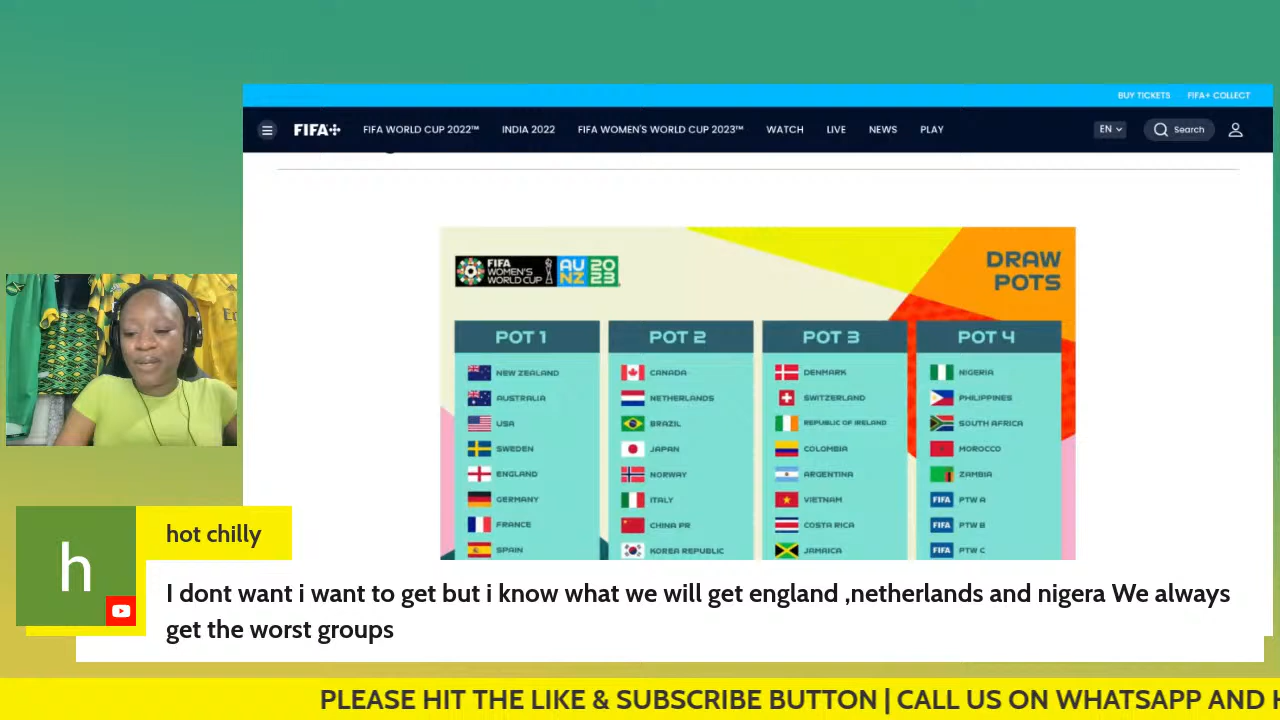 BUY TICKETS FIFA+ COLLECT
FIFA+ FIFA WORLD CUP 2022™ INDIA 2022 FIFA WOMEN'S WORLD CUP 2023™ WATCH LIVE NEWS PLAY EN Search
FIFA
WOMEN'S
WORLD CUP
AU
NZ
20
23
DRAW
POTS
POT 1
NEW ZEALAND
AUSTRALIA
USA
SWEDEN
ENGLAND
GERMANY
FRANCE
SPAIN
POT 2
CANADA
NETHERLANDS
BRAZIL
JAPAN
NORWAY
ITALY
CHINA PR
KOREA REPUBLIC
POT 3
DENMARK
SWITZERLAND
REPUBLIC OF IRELAND
COLOMBIA
ARGENTINA
VIETNAM
COSTA RICA
JAMAICA
POT 4
NIGERIA
PHILIPPINES
SOUTH AFRICA
MOROCCO
ZAMBIA
FIFA PTW A
FIFA PTW B
FIFA PTW C
h
hot chilly
I dont want i want to get but i know what we will get england ,netherlands and nigera We always
get the worst groups
PLEASE HIT THE LIKE & SUBSCRIBE BUTTON | CALL US ON WHATSAPP AND